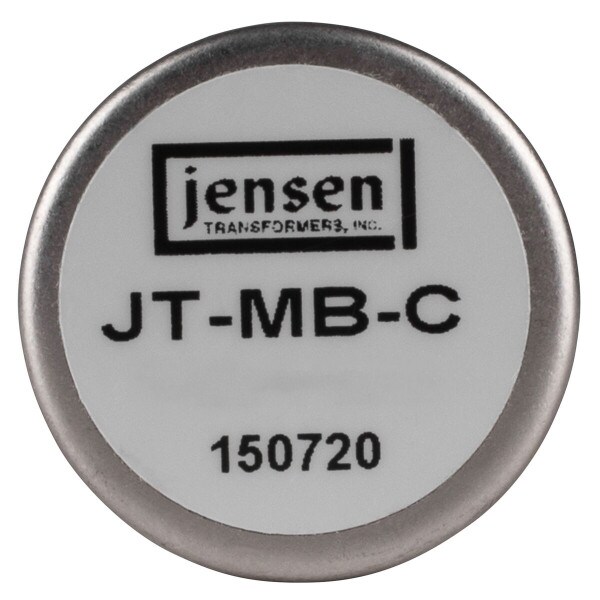 jensen
TRANSFORMERS, INC.
JT-MB-C
150720